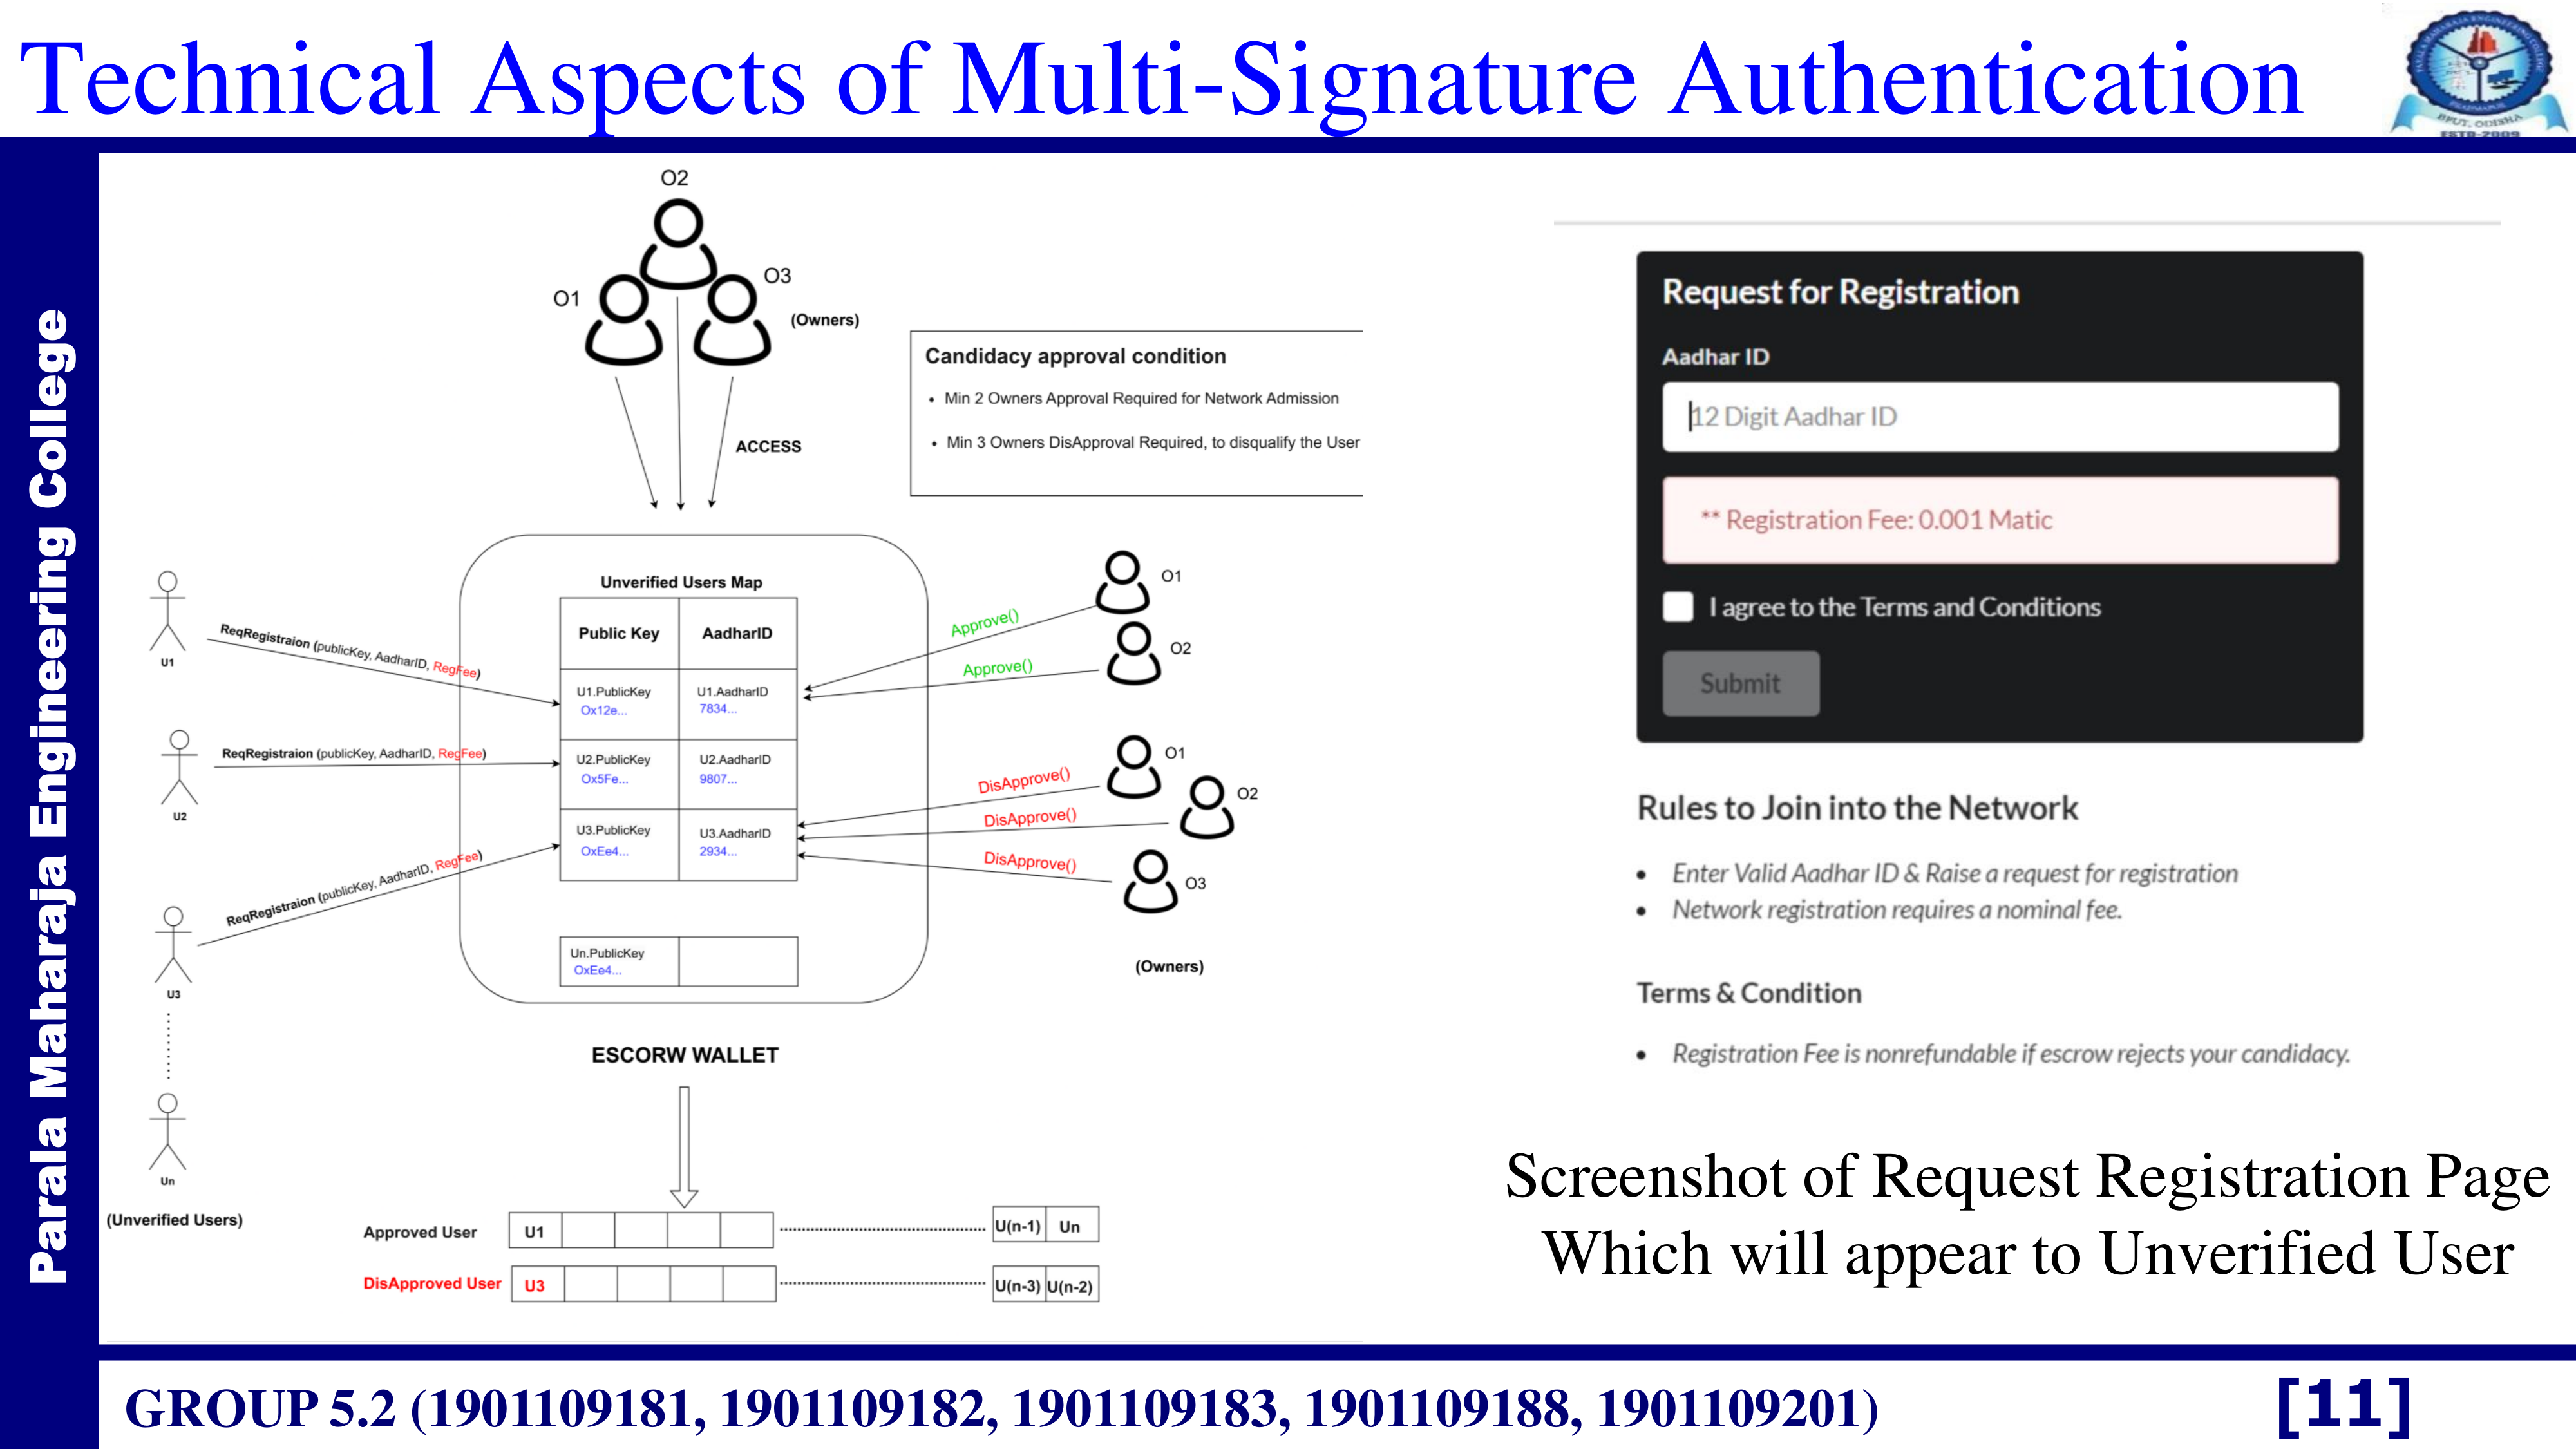 Technical Aspects of Multi-Signature Authentication
BPUT, ODISHA
ESTD-2009
Parala Maharaja Engineering College
O2
O1
O3
(Owners)
ACCESS
Candidacy approval condition
• Min 2 Owners Approval Required for Network Admission
• Min 3 Owners DisApproval Required, to disqualify the User
Unverified Users Map
Public Key AadharID
U1.PublicKey U1.AadharID
Ox12e... 7834...
U2.PublicKey U2.AadharID
Ox5Fe... 9807...
U3.PublicKey U3.AadharID
OxEe4... 2934...
Un.PublicKey
OxEe4...
ReqRegistraion (publicKey, AadharID, RegFee)
U1
ReqRegistraion (publicKey, AadharID, RegFee)
U2
ReqRegistraion (publicKey, AadharID, RegFee)
U3
Un
(Unverified Users)
Approve()
O1
Approve()
O2
DisApprove()
O1
DisApprove()
O2
DisApprove()
O3
(Owners)
ESCORW WALLET
Approved User U1 U(n-1) Un
DisApproved User U3 U(n-3) U(n-2)
Request for Registration
Aadhar ID
12 Digit Aadhar ID
** Registration Fee: 0.001 Matic
I agree to the Terms and Conditions
Submit
Rules to Join into the Network
• Enter Valid Aadhar ID & Raise a request for registration
• Network registration requires a nominal fee.
Terms & Condition
• Registration Fee is nonrefundable if escrow rejects your candidacy.
Screenshot of Request Registration Page
Which will appear to Unverified User
GROUP 5.2 (1901109181, 1901109182, 1901109183, 1901109188, 1901109201)
[11]